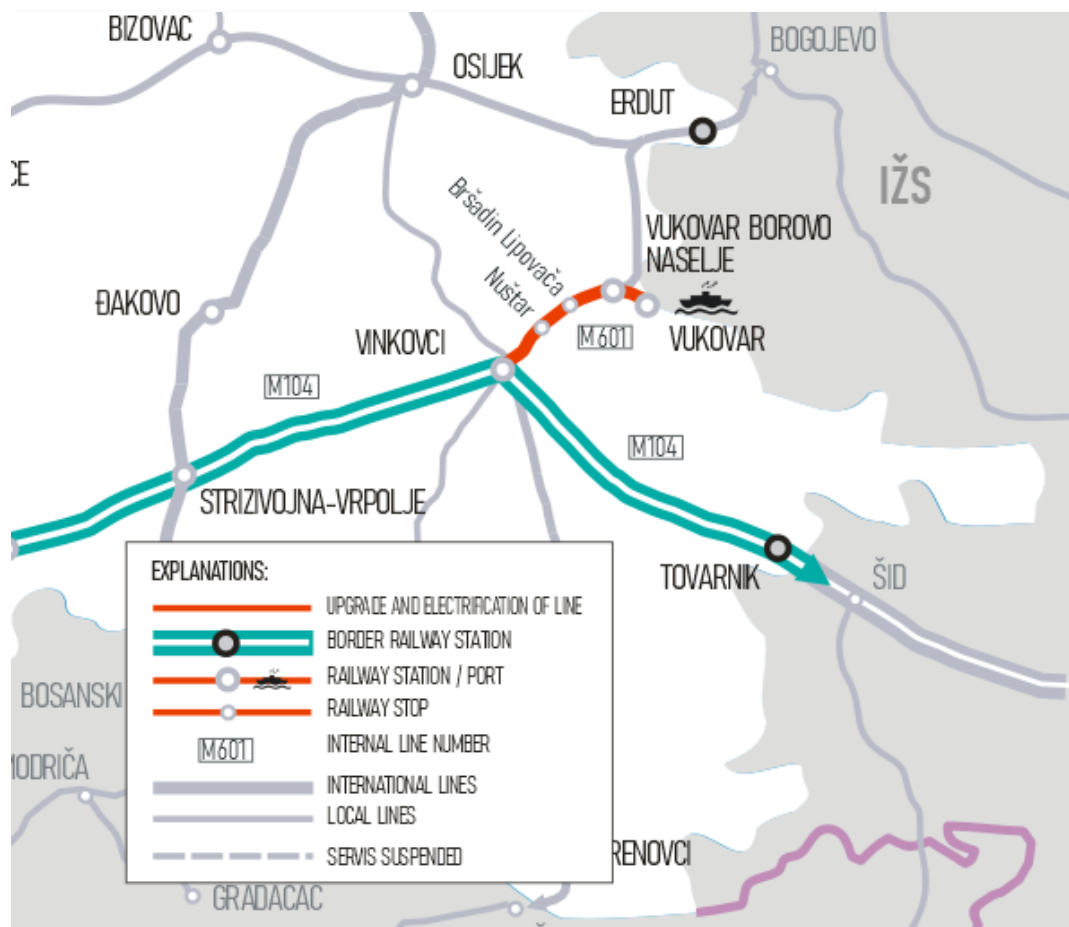 BIZOVAC
OSIJEK
BOGOJEVO
ERDUT
CE
IŽS
Bršadin Lipovača
Nuštar
VUKOVAR BOROVO
NASELJE
ĐAKOVO
VINKOVCI
M601
VUKOVAR
M104
M104
STRIZIVOJNA-VRPOLJE
TOVARNIK
ŠID
EXPLANATIONS:
UPGRADE AND ELECTRIFICATION OF LINE
BORDER RAILWAY STATION
RAILWAY STATION / PORT
RAILWAY STOP
M601
INTERNAL LINE NUMBER
INTERNATIONAL LINES
LOCAL LINES
SERVIS SUSPENDED
BOSANSKI
MODRIČA
GRADACAC
RENOVCI